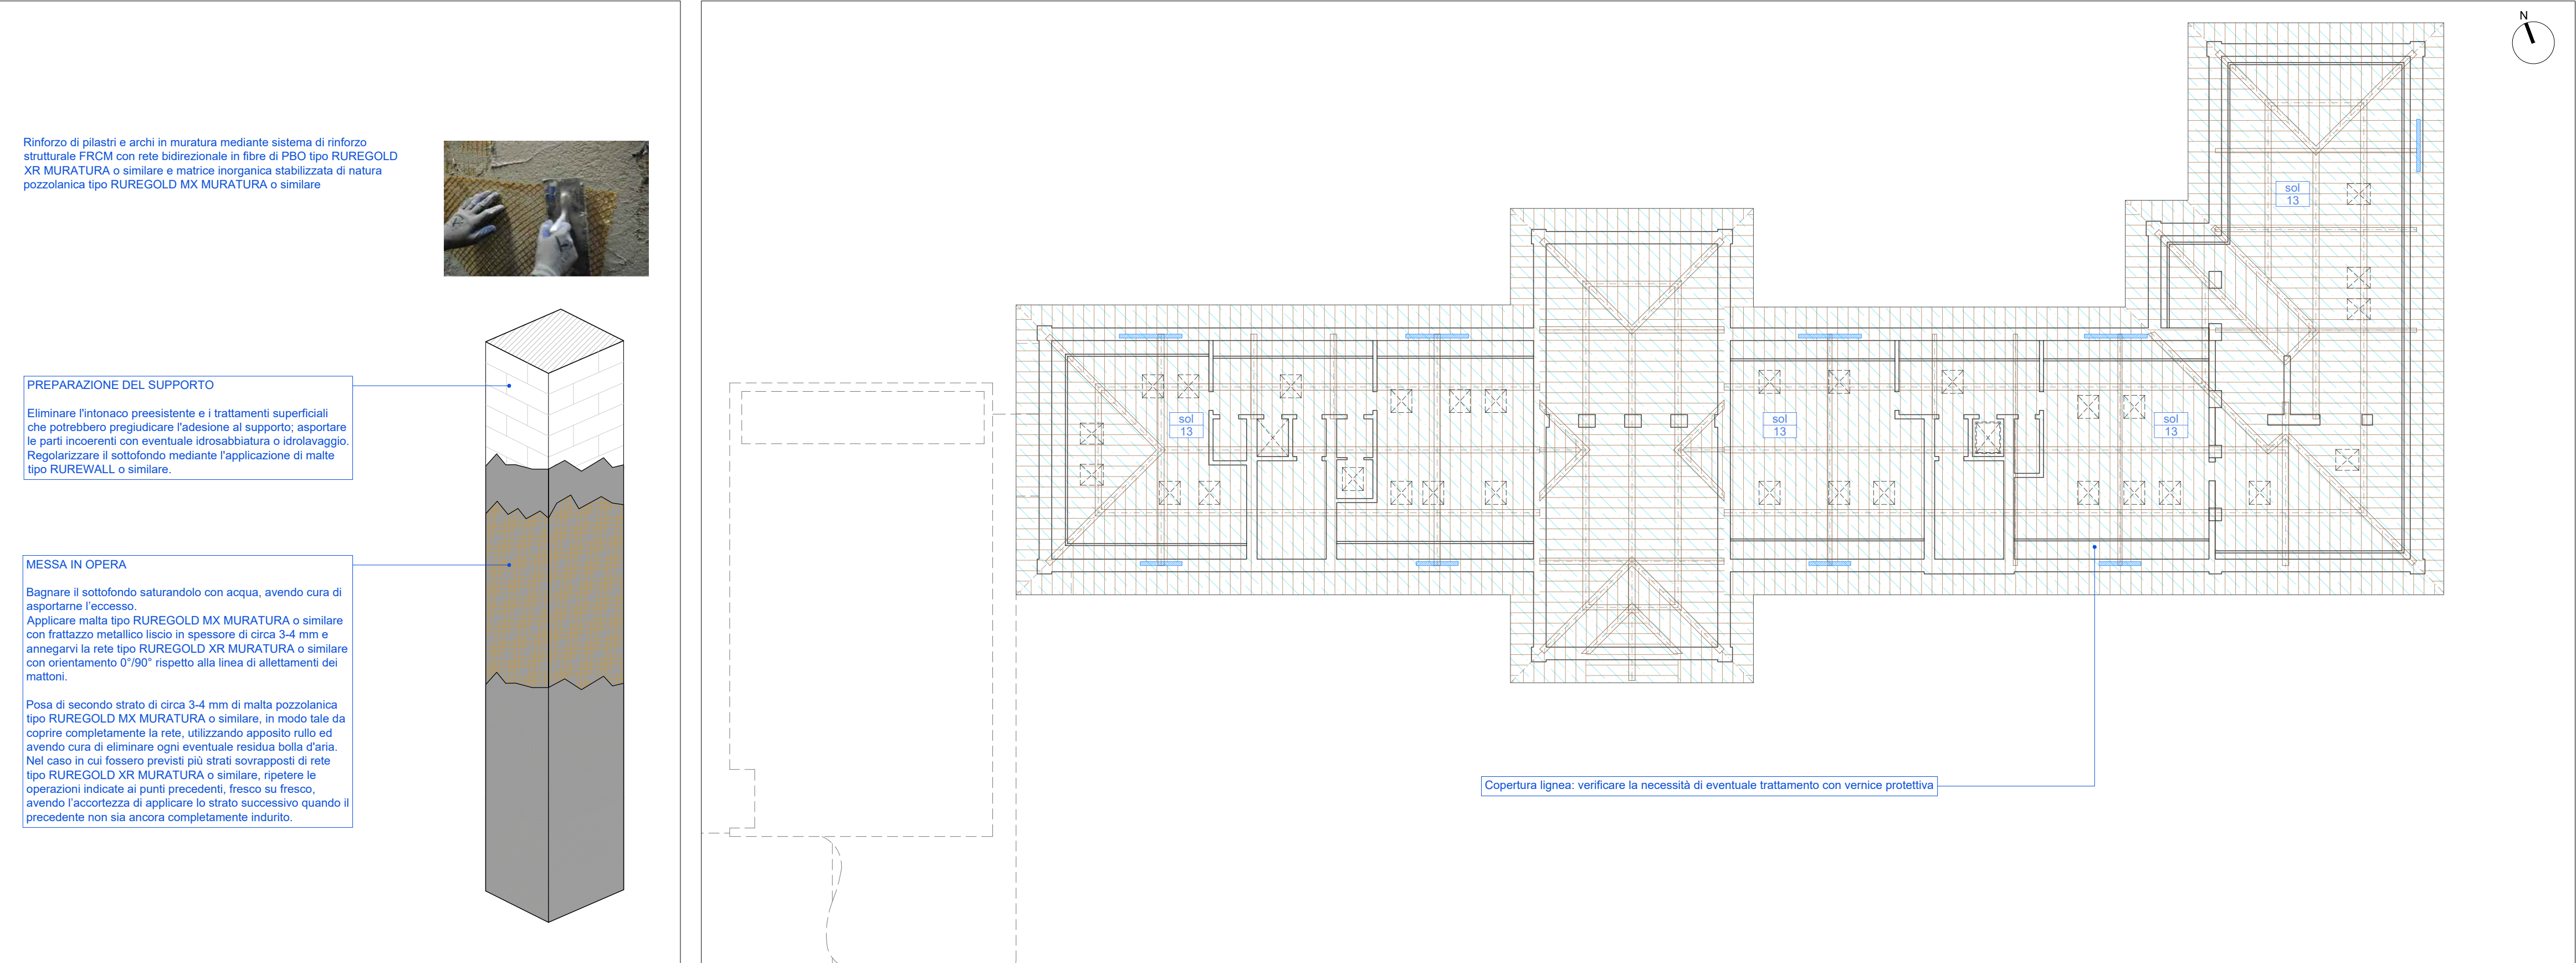 Rinforzo di pilastri e archi in muratura mediante sistema di rinforzo
strutturale FRCM con rete bidirezionale in fibre di PBO tipo RUREGOLD
XR MURATURA o similare e matrice inorganica stabilizzata di natura
pozzolanica tipo RUREGOLD MX MURATURA o similare
PREPARAZIONE DEL SUPPORTO
Eliminare l'intonaco preesistente e i trattamenti superficiali
che potrebbero pregiudicare l'adesione al supporto; asportare
le parti incoerenti con eventuale idrosabbiatura o idrolavaggio.
Regolarizzare il sottofondo mediante l'applicazione di malte
tipo RUREWALL o similare.
MESSA IN OPERA
Bagnare il sottofondo saturandolo con acqua, avendo cura di
asportarne l'eccesso.
Applicare malta tipo RUREGOLD MX MURATURA o similare
con frattazzo metallico liscio in spessore di circa 3-4 mm e
annegarvi la rete tipo RUREGOLD XR MURATURA o similare
con orientamento 0°/90° rispetto alla linea di allettamenti dei
mattoni.
Posa di secondo strato di circa 3-4 mm di malta pozzolanica
tipo RUREGOLD MX MURATURA o similare, in modo tale da
coprire completamente la rete, utilizzando apposito rullo ed
avendo cura di eliminare ogni eventuale residua bolla d'aria.
Nel caso in cui fossero previsti più strati sovrapposti di rete
tipo RUREGOLD XR MURATURA o similare, ripetere le
operazioni indicate ai punti precedenti, fresco su fresco,
avendo l'accortezza di applicare lo strato successivo quando il
precedente non sia ancora completamente indurito.
N
sol
13
sol
13
sol
13
sol
13
Copertura lignea: verificare la necessità di eventuale trattamento con vernice protettiva